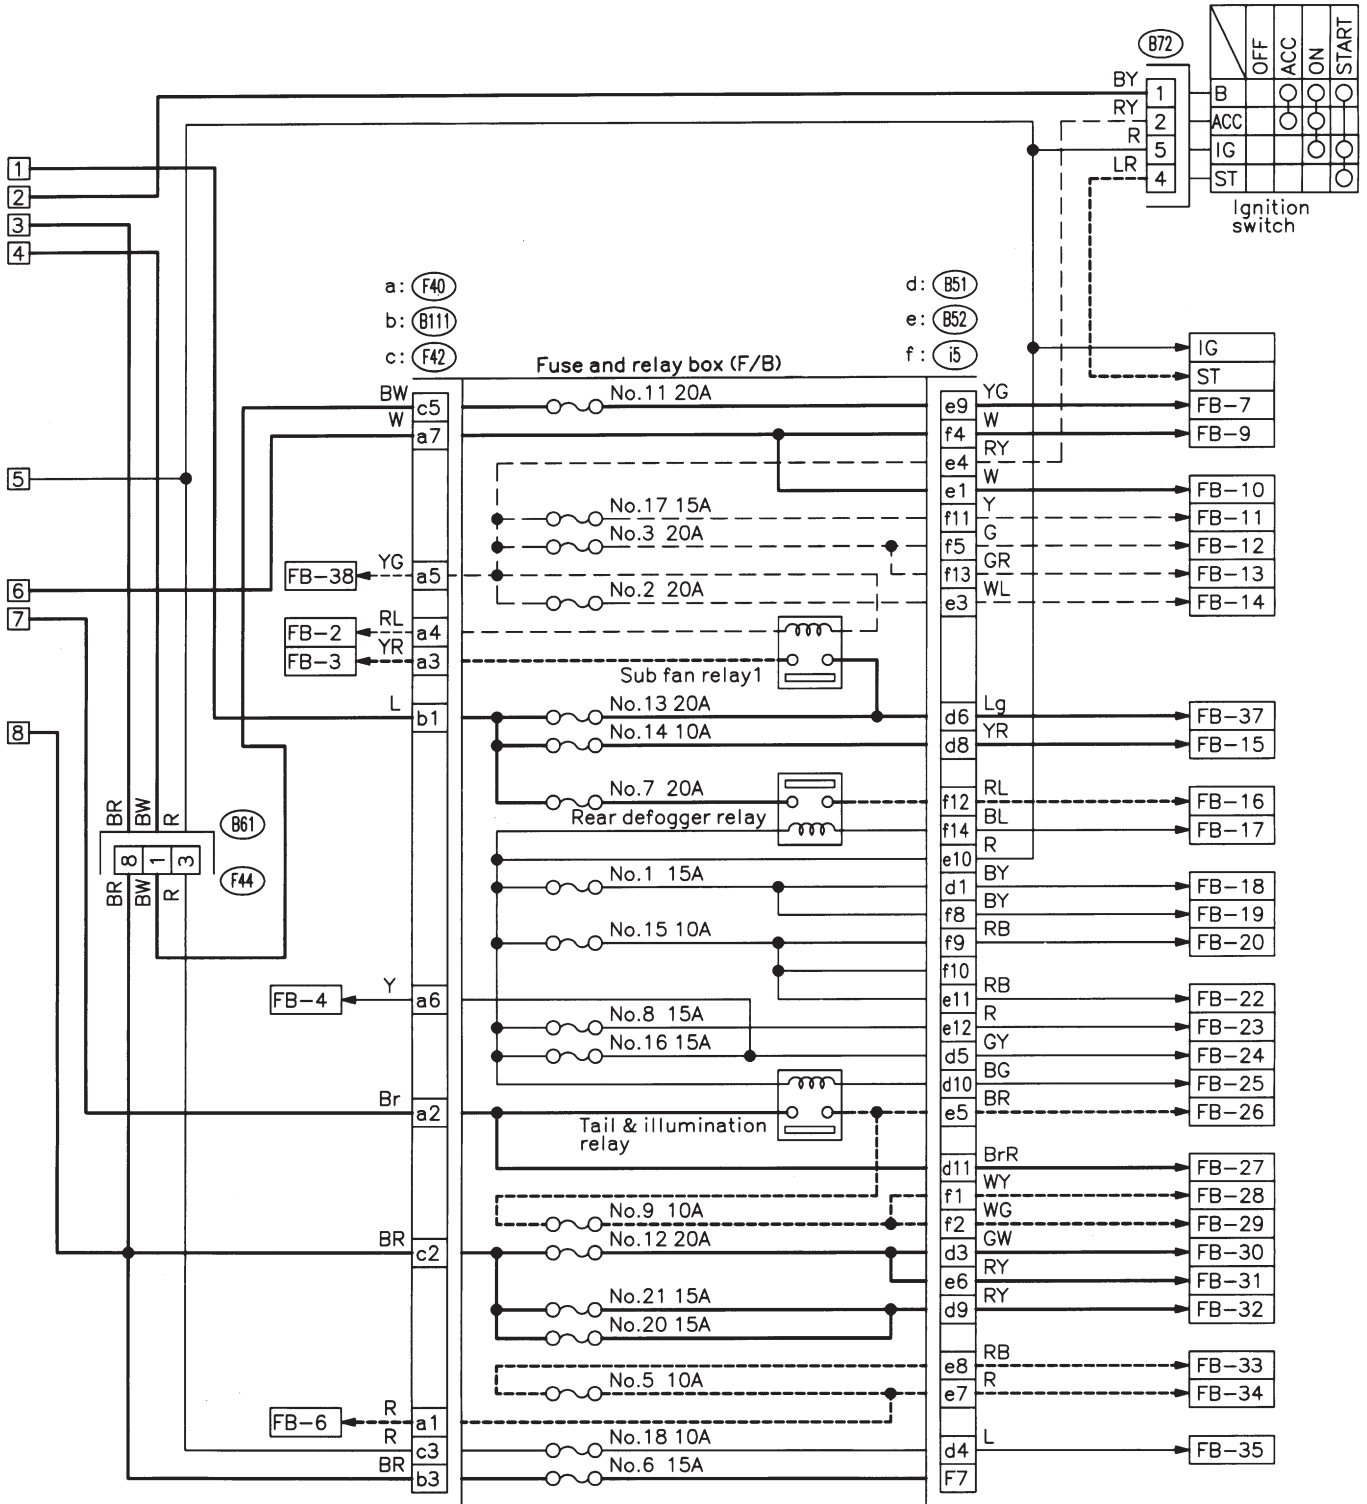 B72
OFF
ACC
ON
START
BY 1 B
RY 2 ACC
R 5 IG
LR 4 ST
Ignition
switch
1
2
3
4
a: F40
b: B111
c: F42
d: B51
e: B52
f: i5
Fuse and relay box (F/B)
IG
ST
BW c5 No.11 20A e9 YG FB-7
W a7 f4 W FB-9
e4 RY
5
e1 W FB-10
No.17 15A f11 Y FB-11
No.3 20A f5 G FB-12
FB-38 YG a5 f13 GR FB-13
6
No.2 20A e3 WL FB-14
7
FB-2 RL a4
FB-3 YR a3
Sub fan relay1
L b1 No.13 20A d6 Lg FB-37
8
No.14 10A d8 YR FB-15
No.7 20A f12 RL FB-16
Rear defogger relay
f14 BL FB-17
BR BW R
B61
8 1 3
F44
BR BW R
e10 R
No.1 15A d1 BY FB-18
f8 BY FB-19
No.15 10A f9 RB FB-20
f10
FB-4 Y a6 e11 RB FB-22
No.8 15A e12 R FB-23
No.16 15A d5 GY FB-24
d10 BG FB-25
Br a2 e5 BR FB-26
Tail & illumination
relay
d11 BrR FB-27
f1 WY FB-28
No.9 10A f2 WG FB-29
BR c2 No.12 20A d3 GW FB-30
e6 RY FB-31
No.21 15A d9 RY FB-32
No.20 15A
e8 RB FB-33
No.5 10A e7 R FB-34
FB-6 R a1
R c3 No.18 10A d4 L FB-35
BR b3 No.6 15A F7